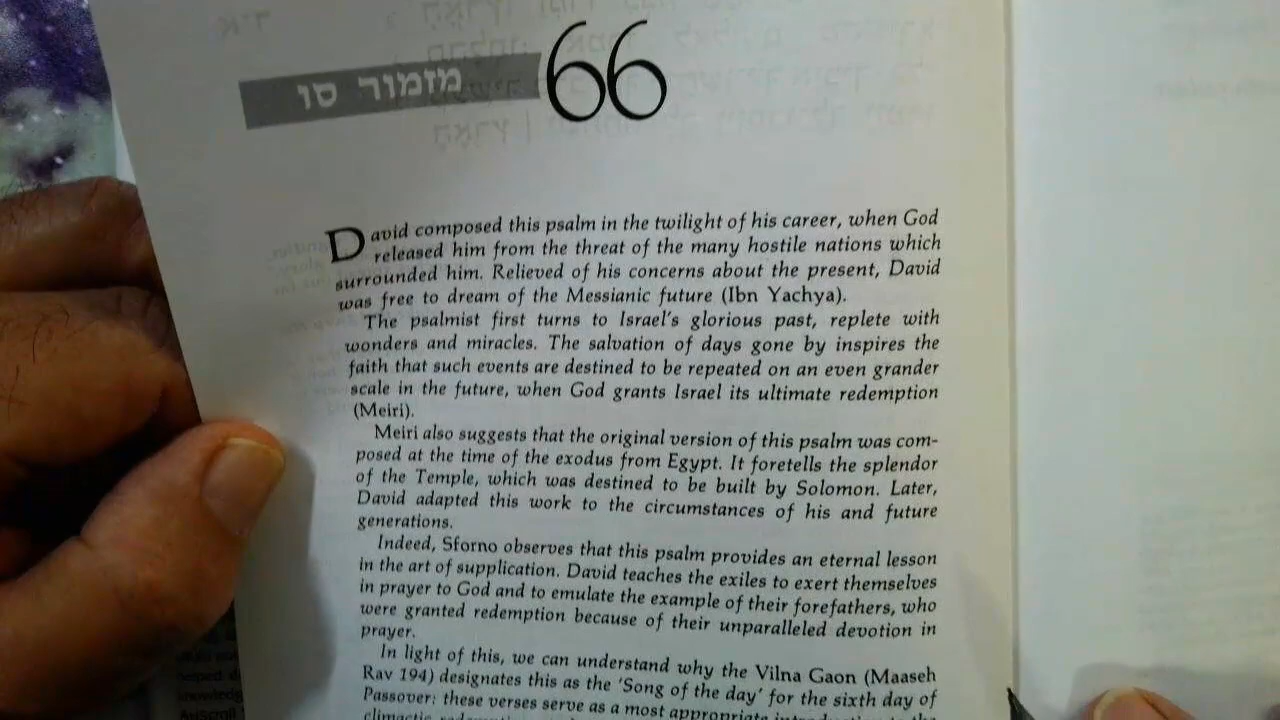 מזמור סו
66
David composed this psalm in the twilight of his career, when God
released him from the threat of the many hostile nations which
surrounded him. Relieved of his concerns about the present, David
was free to dream of the Messianic future (Ibn Yachya).
The psalmist first turns to Israel's glorious past, replete with
wonders and miracles. The salvation of days gone by inspires the
faith that such events are destined to be repeated on an even grander
scale in the future, when God grants Israel its ultimate redemption
(Meiri).
Meiri also suggests that the original version of this psalm was com-
posed at the time of the exodus from Egypt. It foretells the splendor
of the Temple, which was destined to be built by Solomon. Later,
David adapted this work to the circumstances of his and future
generations.
Indeed, Sforno observes that this psalm provides an eternal lesson
in the art of supplication. David teaches the exiles to exert themselves
in prayer to God and to emulate the example of their forefathers, who
were granted redemption because of their unparalleled devotion in
prayer.
In light of this, we can understand why the Vilna Gaon (Maaseh
Rav 194) designates this as the 'Song of the day' for the sixth day of
Passover; these verses serve as a most appropriate